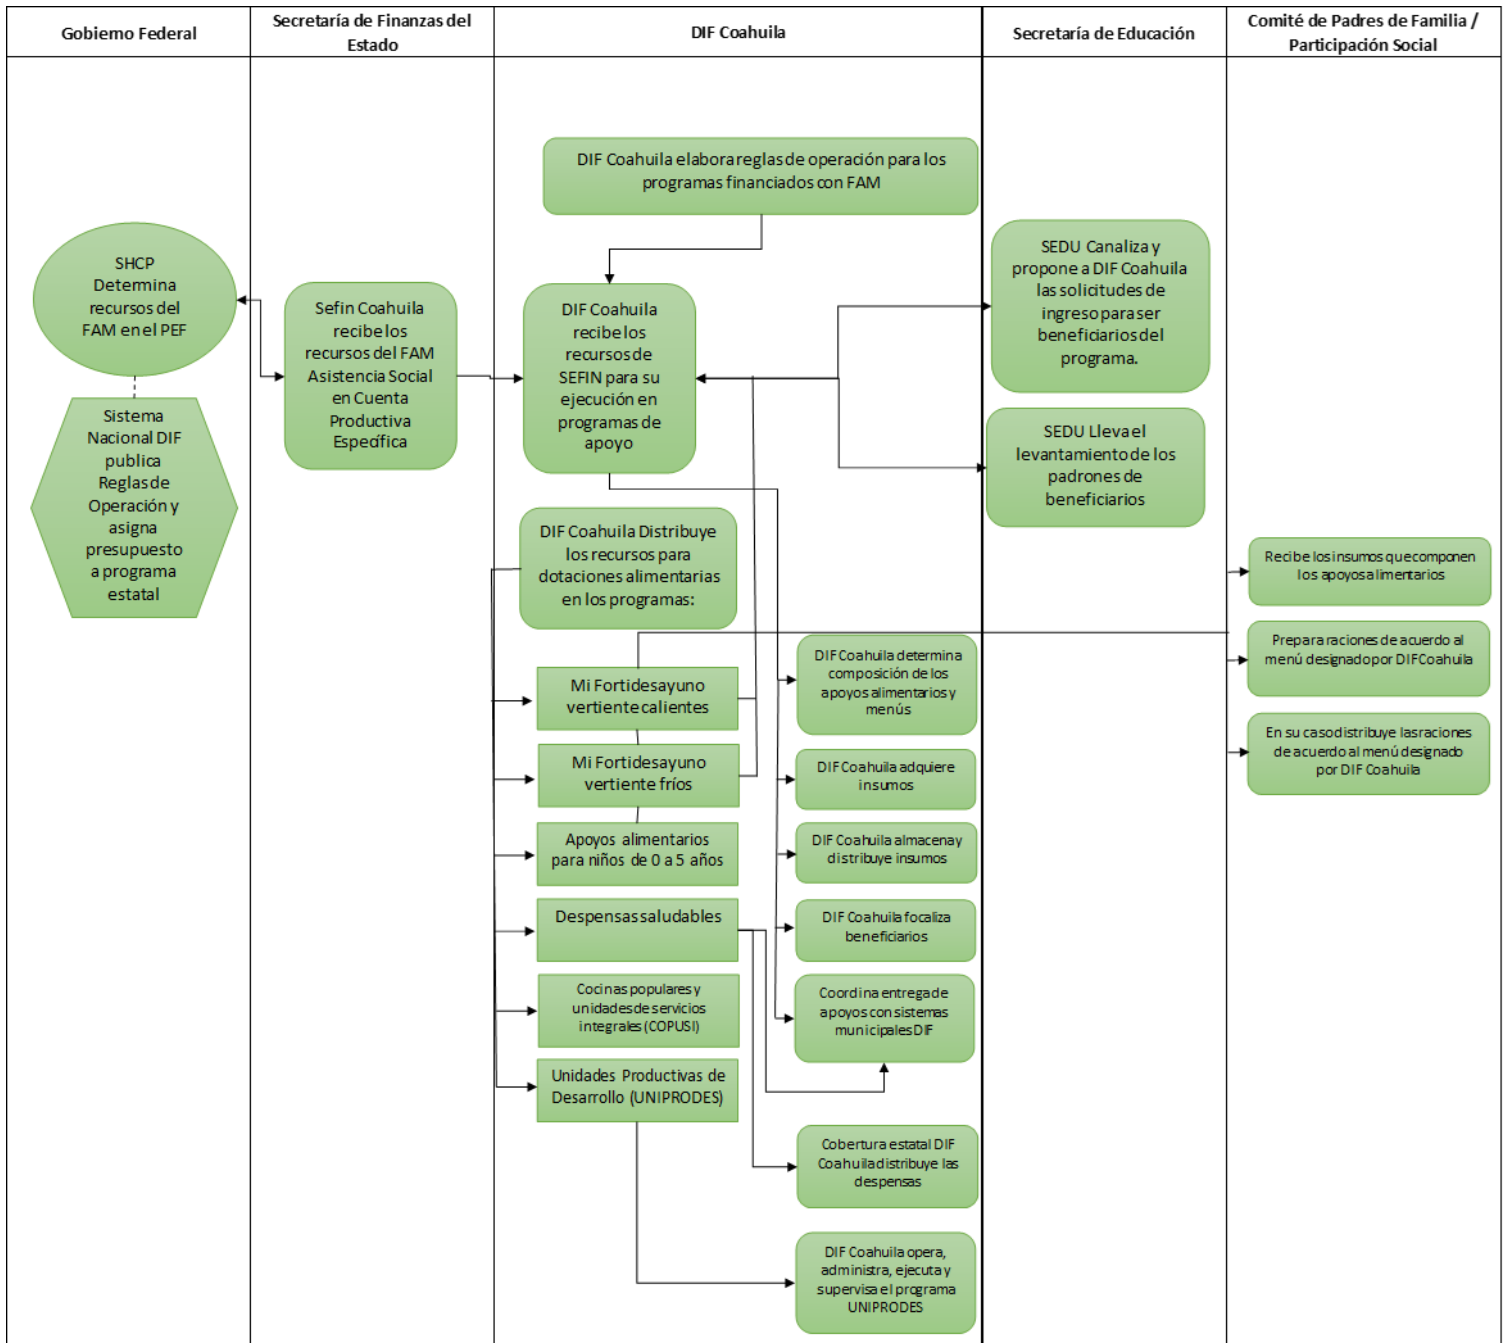 Gobierno Federal
Secretaría de Finanzas del
Estado
DIF Coahuila
Secretaría de Educación
Comité de Padres de Familia /
Participación Social
SHCP
Determina
recursos del
FAM en el PEF
Sistema
Nacional DIF
publica
Reglas de
Operación y
asigna
presupuesto
a programa
estatal
Sefin Coahuila
recibe los
recursos del FAM
Asistencia Social
en Cuenta
Productiva
Específica
DIF Coahuila elabora reglas de operación para los
programas financiados con FAM
DIF Coahuila
recibe los
recursos de
SEFIN para su
ejecución en
programas de
apoyo
DIF Coahuila Distribuye
los recursos para
dotaciones alimentarias
en los programas:
Mi Fortidesayuno
vertiente calientes
Mi Fortidesayuno
vertiente fríos
Apoyos alimentarios
para niños de 0 a 5 años
Despensas saludables
Cocinas populares y
unidades de servicios
integrales (COPUSI)
Unidades Productivas de
Desarrollo (UNIPRODES)
DIF Coahuila determina
composición de los
apoyos alimentarios y
menús
DIF Coahuila adquiere
insumos
DIF Coahuila almacena y
distribuye insumos
DIF Coahuila focaliza
beneficiarios
Coordina entrega de
apoyos con sistemas
municipales DIF
Cobertura estatal DIF
Coahuila distribuye las
despensas
DIF Coahuila opera,
administra, ejecuta y
supervisa el programa
UNIPRODES
SEDU Canaliza y
propone a DIF Coahuila
las solicitudes de
ingreso para ser
beneficiarios del
programa.
SEDU Lleva el
levantamiento de los
padrones de
beneficiarios
Recibe los insumos que componen
los apoyos alimentarios
Prepara raciones de acuerdo al
menú designado por DIF Coahuila
En su caso distribuye las raciones
de acuerdo al menú designado
por DIF Coahuila